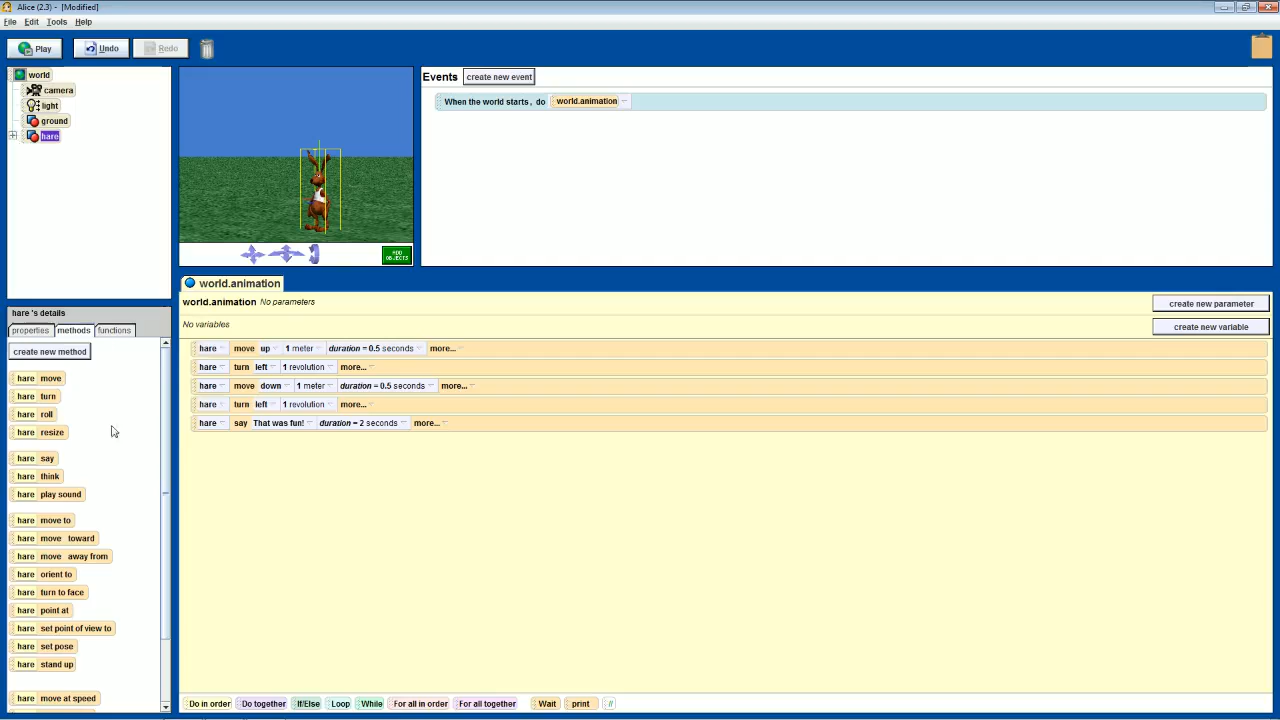 Alice (2.3) - [Modified]
File Edit Tools Help
Play Undo Redo
world
camera
light
ground
hare
ADD OBJECTS
Events create new event
When the world starts, do world.animation
hare 's details
properties methods functions
create new method
hare move
hare turn
hare roll
hare resize
hare say
hare think
hare play sound
hare move to
hare move toward
hare move away from
hare orient to
hare turn to face
hare point at
hare set point of view to
hare set pose
hare stand up
hare move at speed
world.animation
world.animation No parameters
create new parameter
No variables
create new variable
hare move up 1 meter duration = 0.5 seconds more...
hare turn left 1 revolution more...
hare move down 1 meter duration = 0.5 seconds more...
hare turn left 1 revolution more...
hare say That was fun! duration = 2 seconds more...
Do in order Do together If/Else Loop While For all in order For all together Wait print //